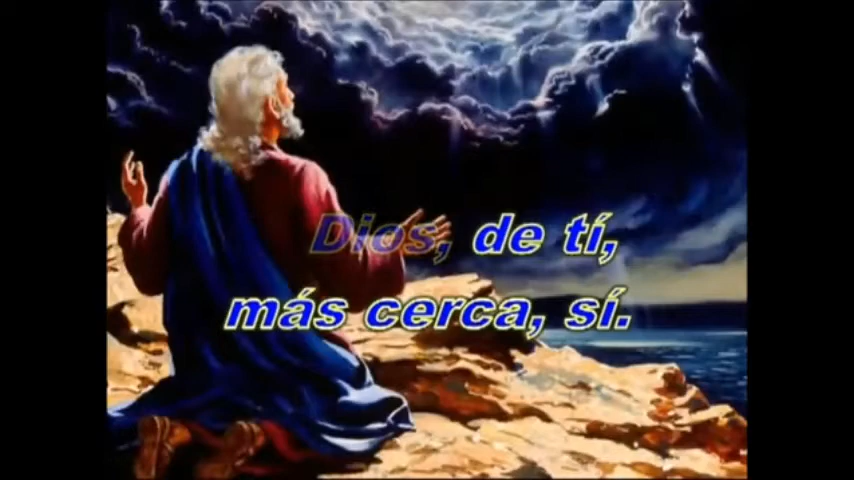 Dios, de tí,
más cerca, sí.